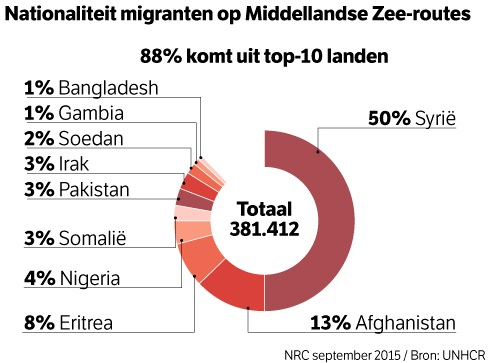 Nationaliteit migranten op Middellandse Zee-routes
88% komt uit top-10 landen
1% Bangladesh
1% Gambia
2% Soedan
3% Irak
3% Pakistan
3% Somalië
4% Nigeria
8% Eritrea
50% Syrië
Totaal
381.412
13% Afghanistan
NRC september 2015 / Bron: UNHCR